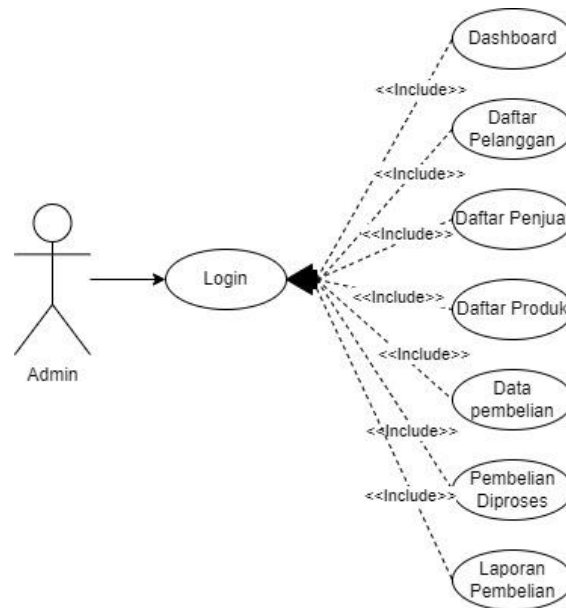 Dashboard
<<Include>>
Daftar
Pelanggan
<<Include>>
Daftar Penjual
<<Include>>
Login
<<Include>>
Daftar Produk
Admin
<<Include>>
Data
pembelian
<<Include>>
Pembelian
Diproses
<<Include>>
Laporan
Pembelian